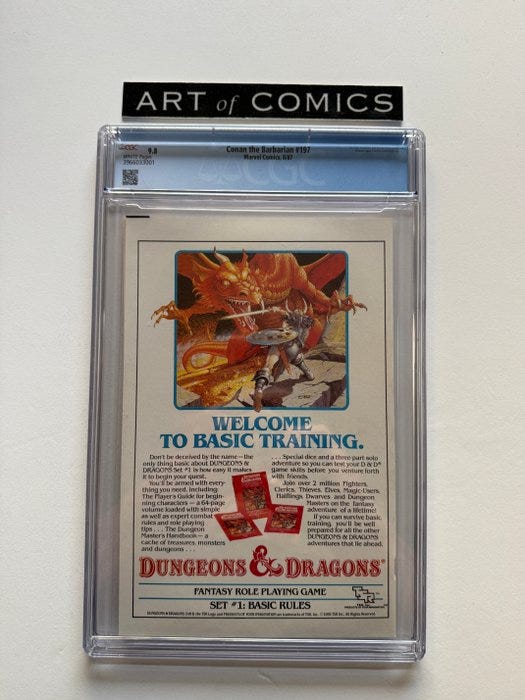 ART of COMICS
CGC
9.8
WHITE Pages
3966033001
Conan the Barbarian #197
Marvel Comics, 8/87
CGC
WELCOME
TO BASIC TRAINING.
Don't be deceived by the name—the
only thing basic about DUNGEONS &
DRAGONS Set #1 is how easy it makes
it to begin your quest.
You'll be armed with every-
thing you need, including
The Player's Guide for begin-
ning characters — a 64-page
volume loaded with simple
as well as expert combat
rules and role playing
tips . . . The Dungeon
Master's Handbook — a
cache of treasures, monsters
and dungeons . . .
. . . Special dice and a three part solo
adventure so you can test your D & D®
game skills before you venture forth
with friends.
Join over 2 million Fighters,
Clerics, Thieves, Elves, Magic-Users,
Halflings, Dwarves and Dungeon
Masters on the fantasy
adventure of a lifetime!
If you can survive basic
training, you'll be well
prepared for all the other
DUNGEONS & DRAGONS
adventures that lie ahead.
DUNGEONS & DRAGONS®
FANTASY ROLE PLAYING GAME
SET #1: BASIC RULES
TSR